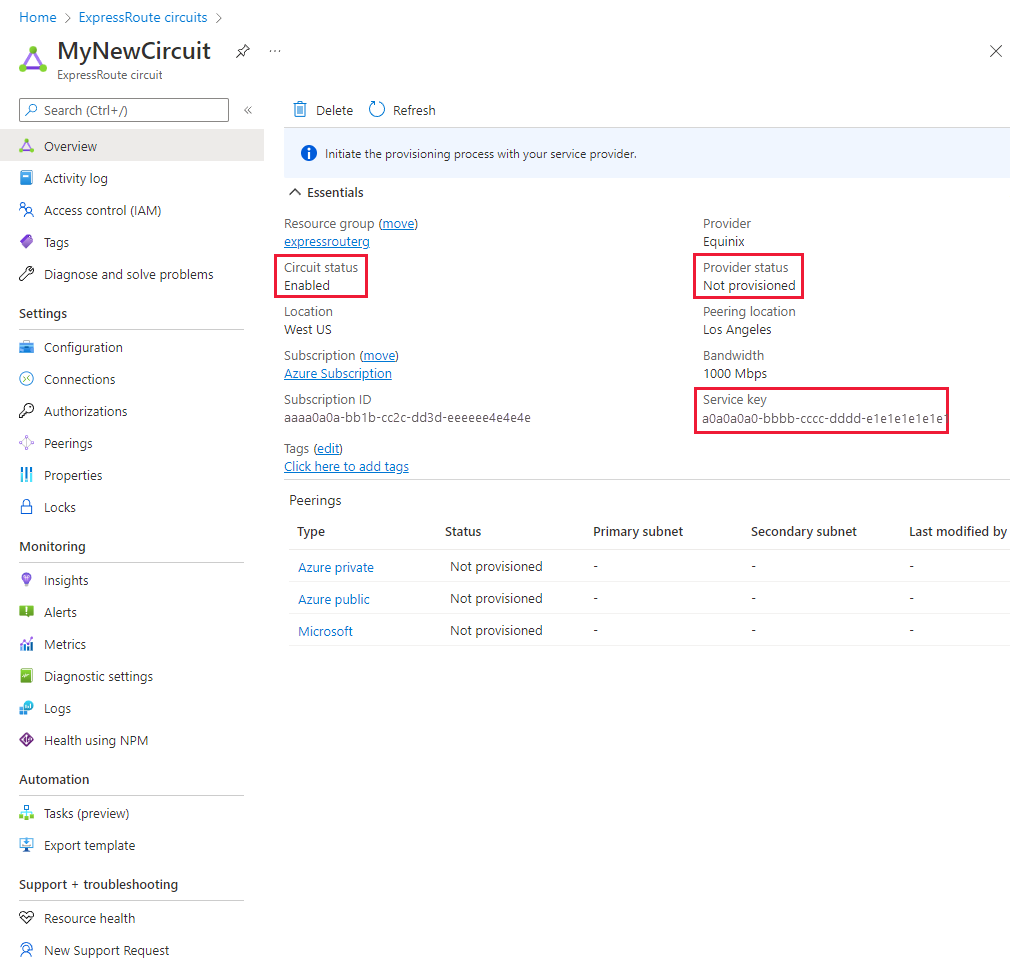 Home > ExpressRoute circuits >
MyNewCircuit
...
ExpressRoute circuit
Search (Ctrl+/)
«
Delete
Refresh
Overview
Activity log
Access control (IAM)
Tags
Diagnose and solve problems
Settings
Configuration
Connections
Authorizations
Peerings
Properties
Locks
Monitoring
Insights
Alerts
Metrics
Diagnostic settings
Logs
Health using NPM
Automation
Tasks (preview)
Export template
Support + troubleshooting
Resource health
New Support Request
Initiate the provisioning process with your service provider.
Essentials
Resource group (move)
expressrouterg
Circuit status
Enabled
Location
West US
Subscription (move)
Azure Subscription
Subscription ID
aaaa0a0a-bb1b-cc2c-dd3d-eeeeee4e4e4e
Tags (edit)
Click here to add tags
Provider
Equinix
Provider status
Not provisioned
Peering location
Los Angeles
Bandwidth
1000 Mbps
Service key
a0a0a0a0-bbbb-cccc-dddd-e1e1e1e1e1e
Peerings
Type Status Primary subnet Secondary subnet Last modified by
Azure private Not provisioned - - -
Azure public Not provisioned - - -
Microsoft Not provisioned - - -